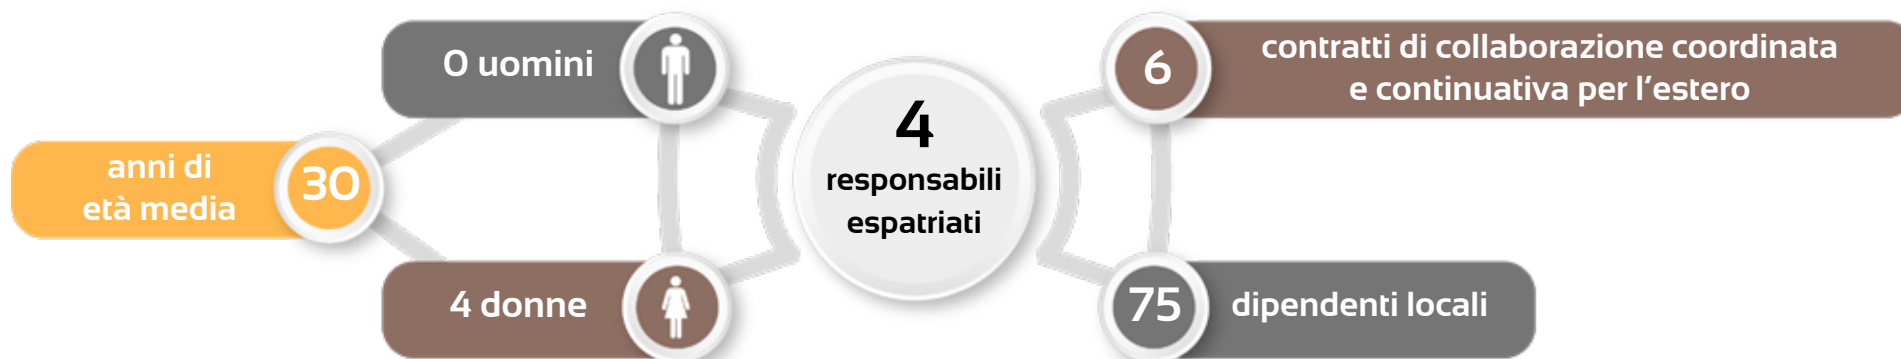 0 uomini
anni di
età media
30
4 donne
4
responsabili
espatriati
6
contratti di collaborazione coordinata
e continuativa per l'estero
75
dipendenti locali